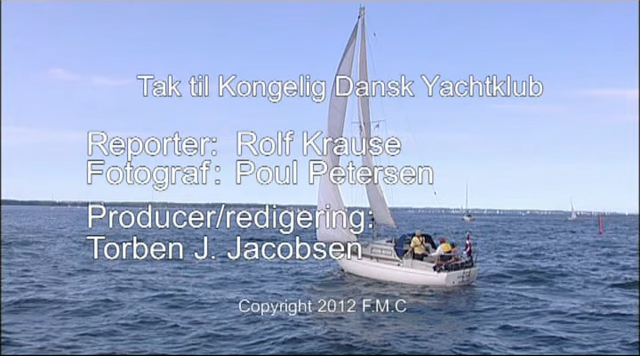 Tak til Kongelig Dansk Yachtklub
Reporter: Rolf Krause
Fotograf: Poul Petersen
Producer/redigering:
Torben J. Jacobsen
Copyright 2012 F.M.C